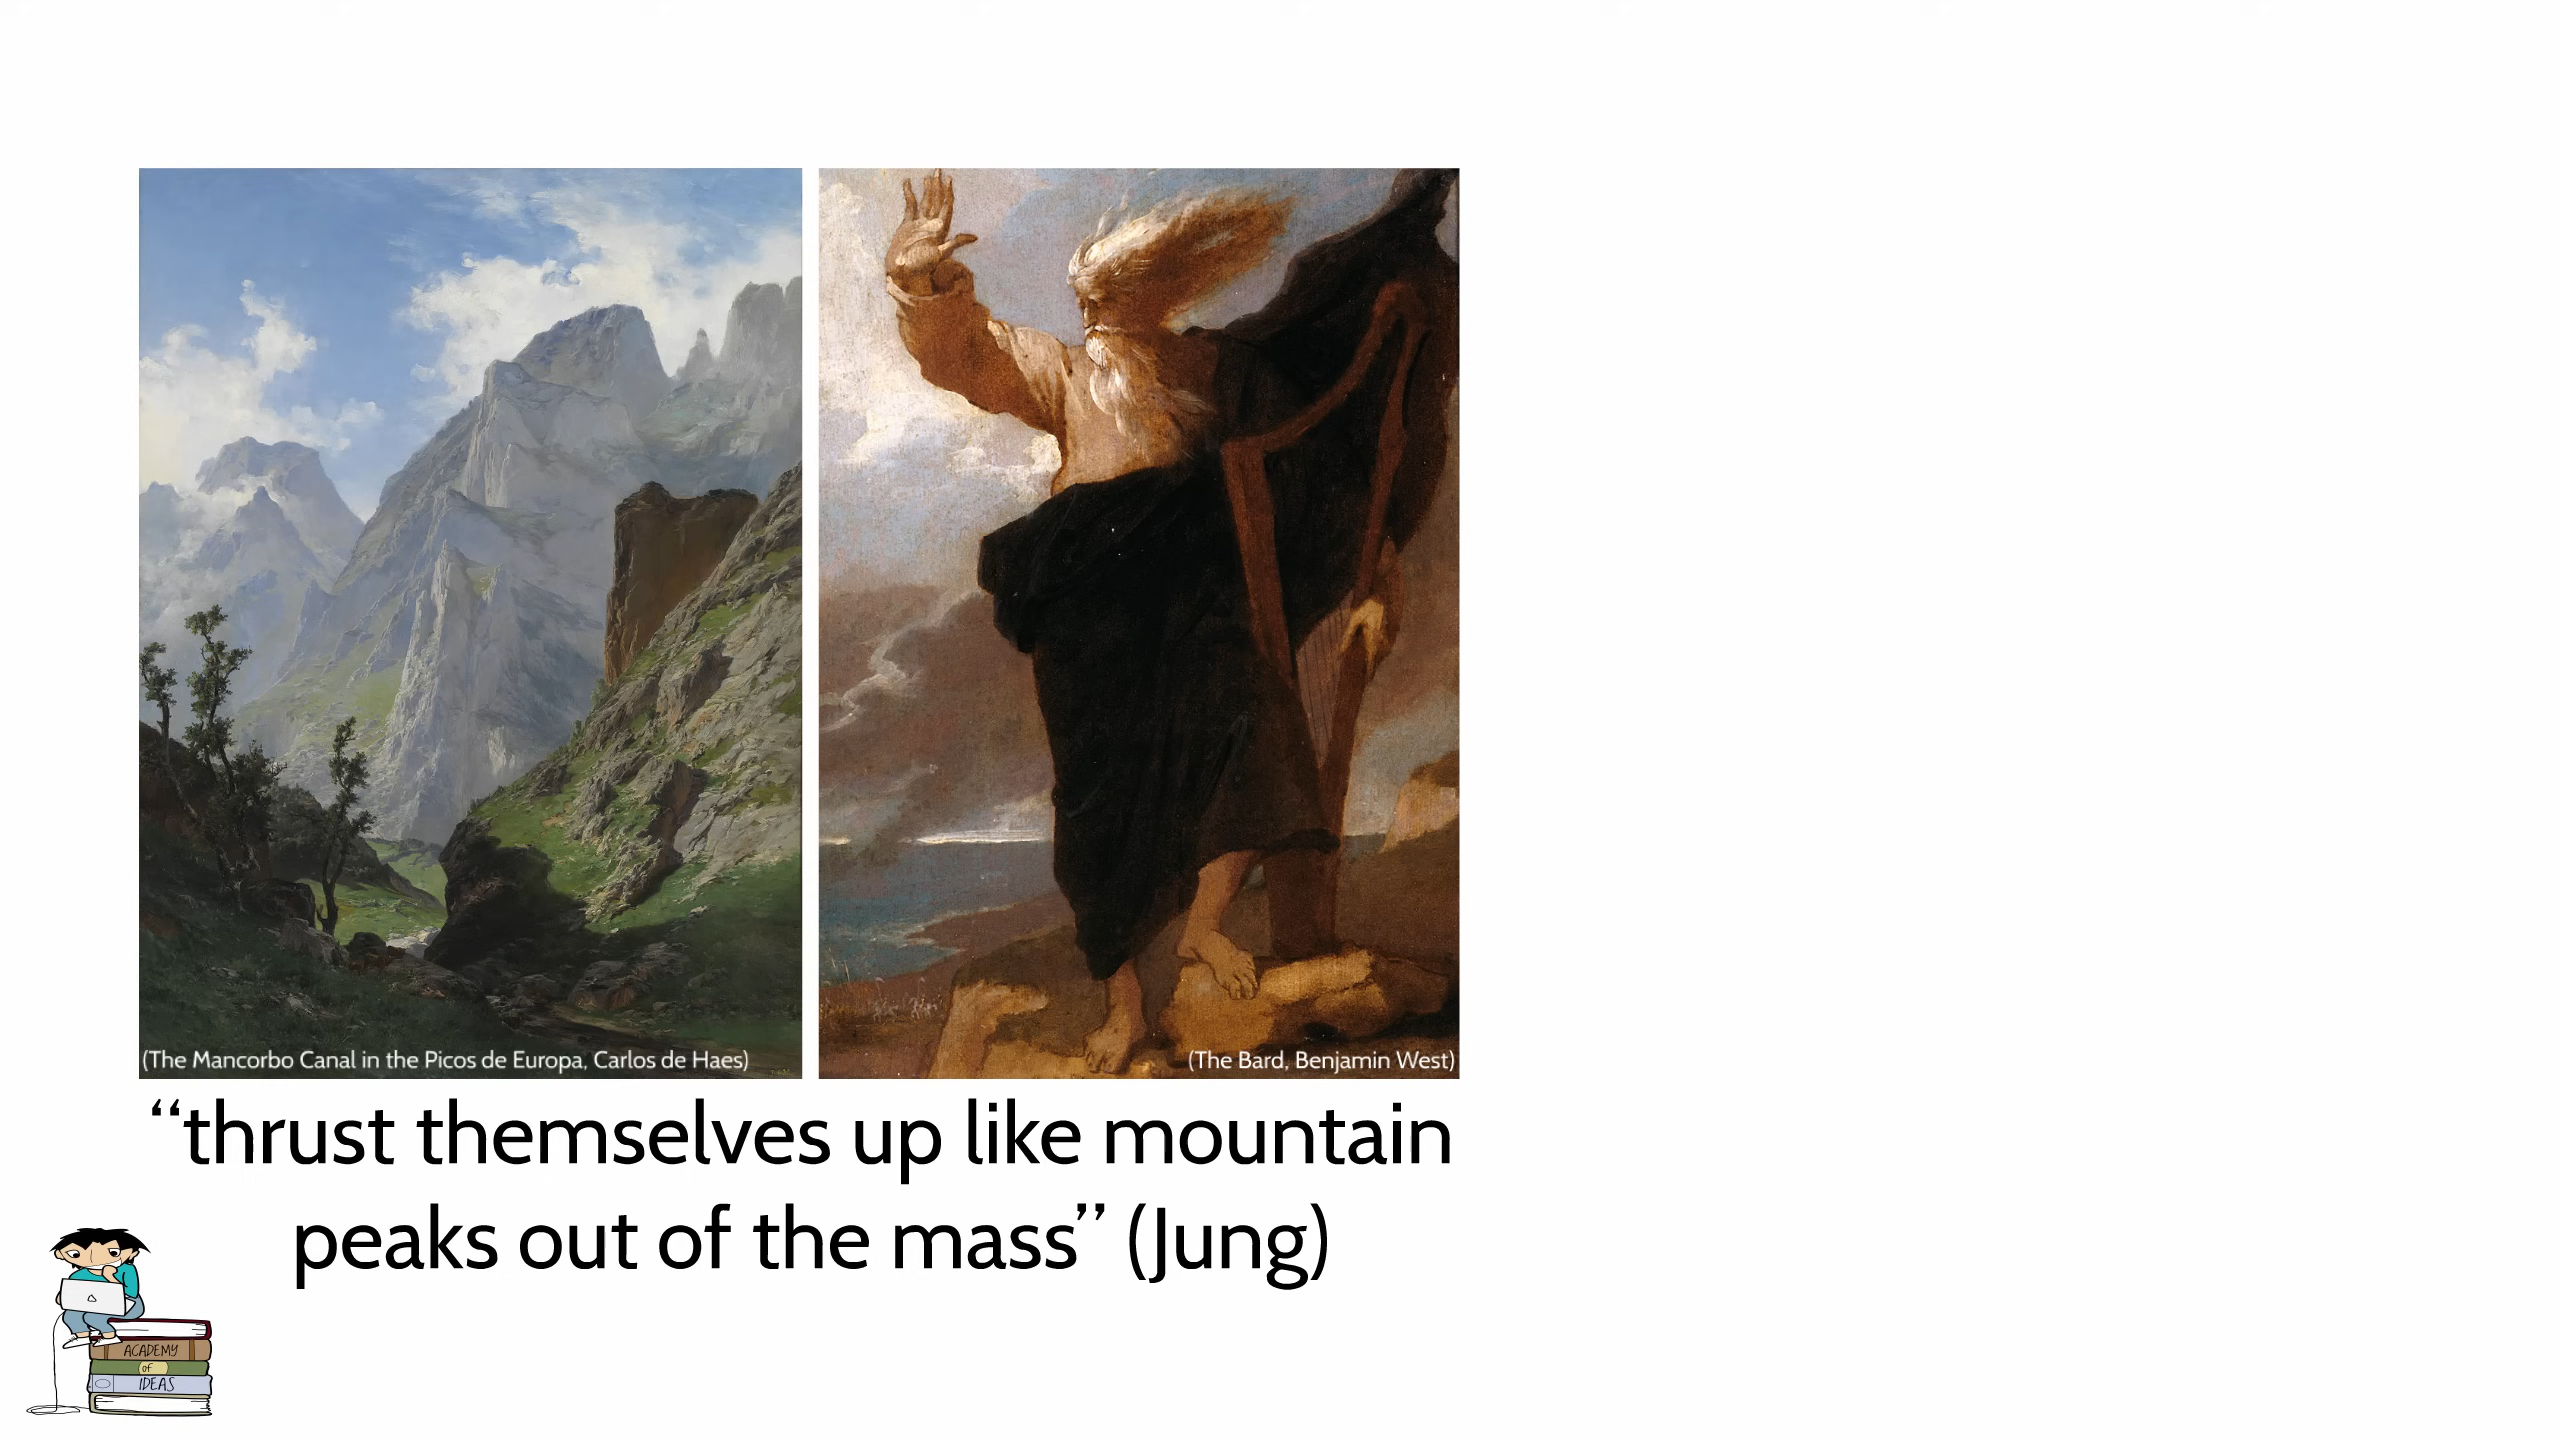 (The Mancorbo Canal in the Picos de Europa, Carlos de Haes)
(The Bard, Benjamin West)
“thrust themselves up like mountain
peaks out of the mass” (Jung)
ACADEMY
of
IDEAS